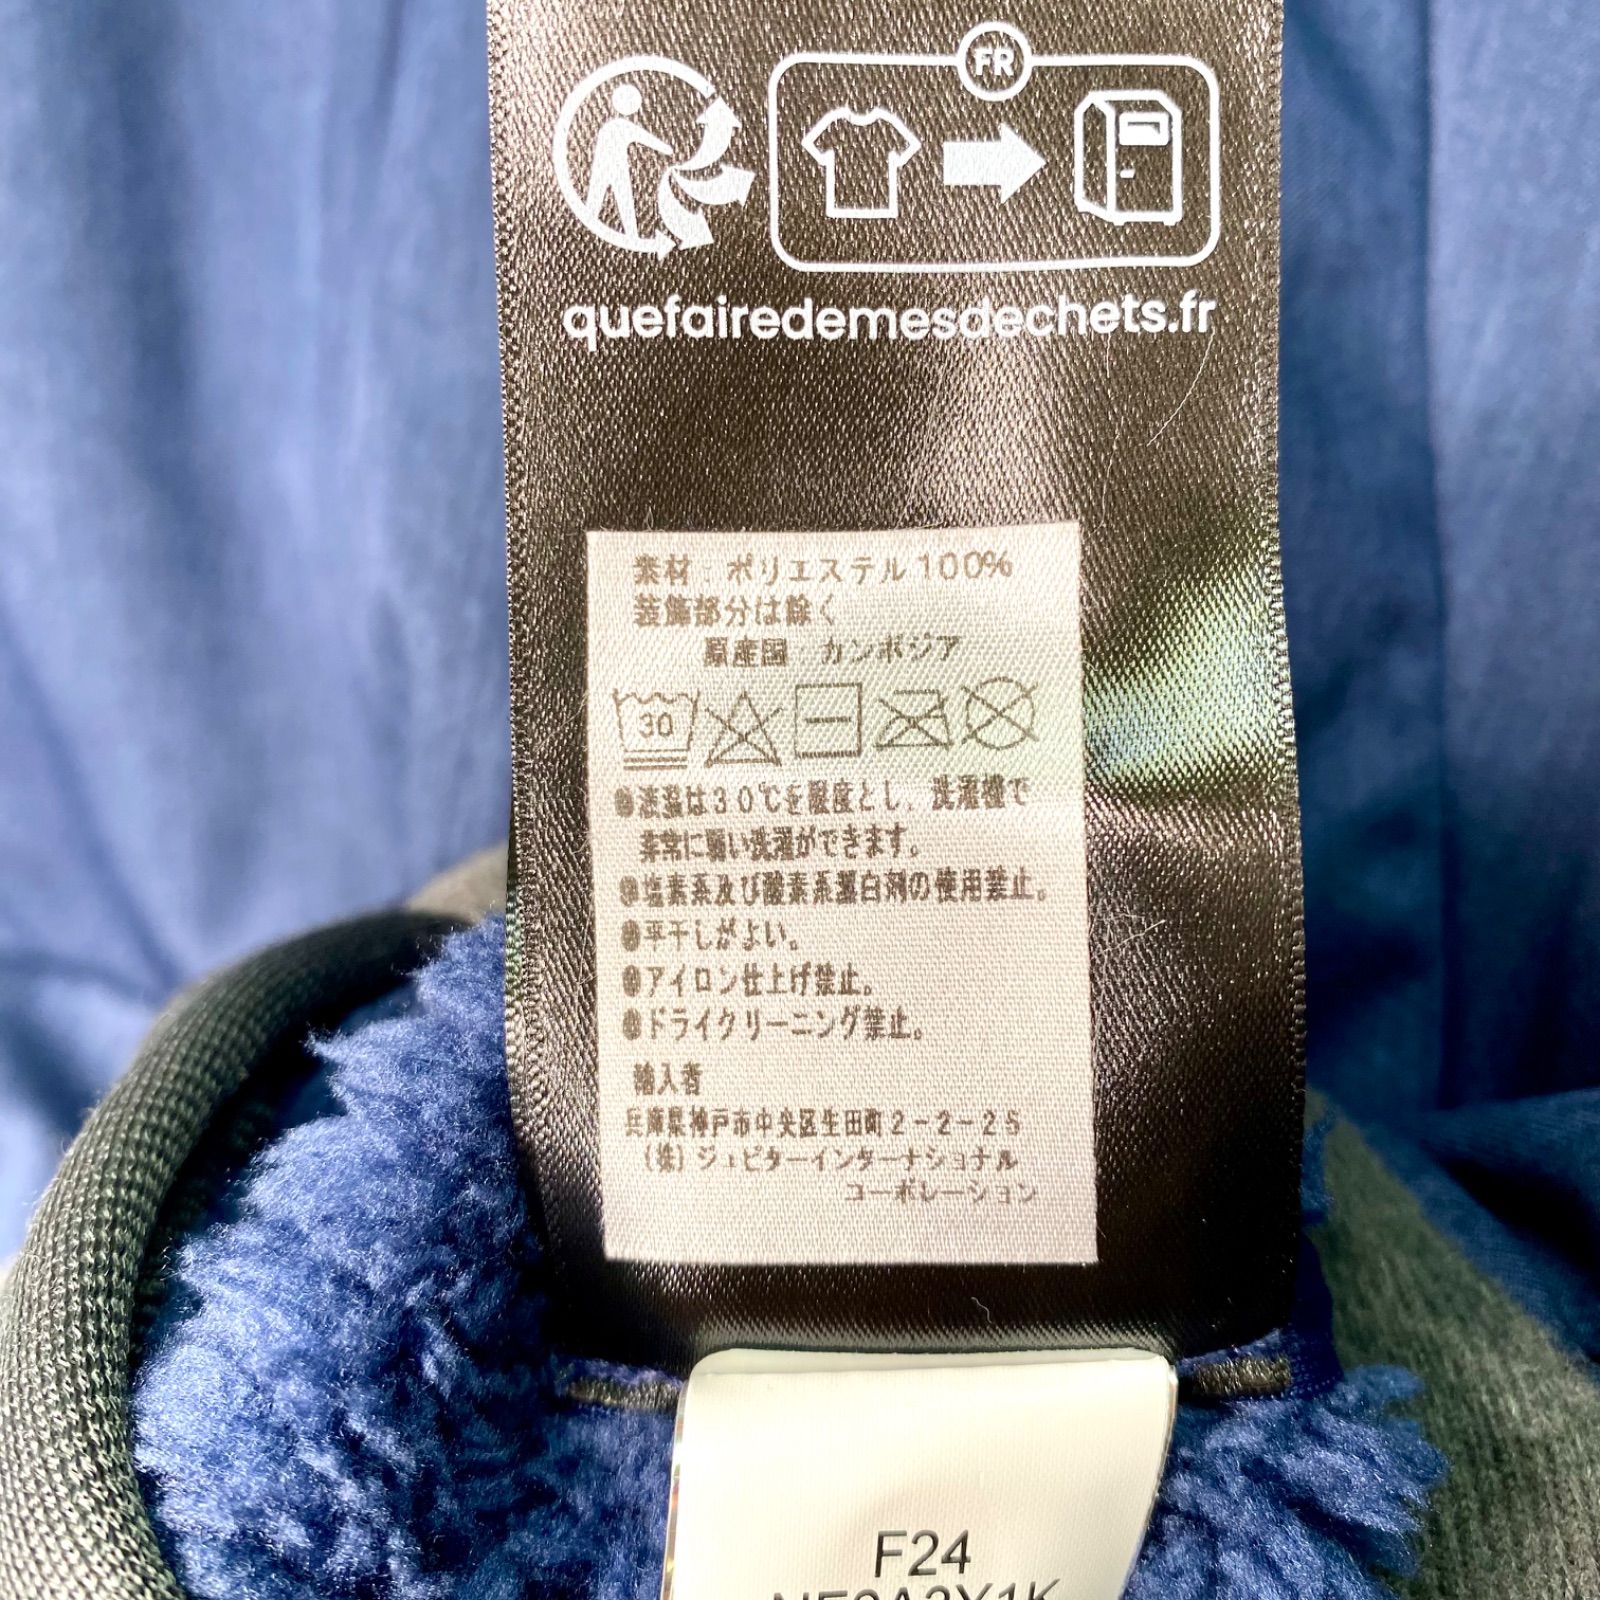 FR
quefairedemesdechets.fr
素材：ポリエステル100%
装飾部分は除く
原産国：カンボジア
30
❶液温は30℃を限度とし、洗濯機で
非常に弱い洗濯ができます。
❷塩素系及び酸素系漂白剤の使用禁止。
❸平干しがよい。
❹アイロン仕上げ禁止。
❺ドライクリーニング禁止。
輸入者
兵庫県神戸市中央区生田町2-2-25
(株)ジュピターインターナショナル
コーポレーション
F24